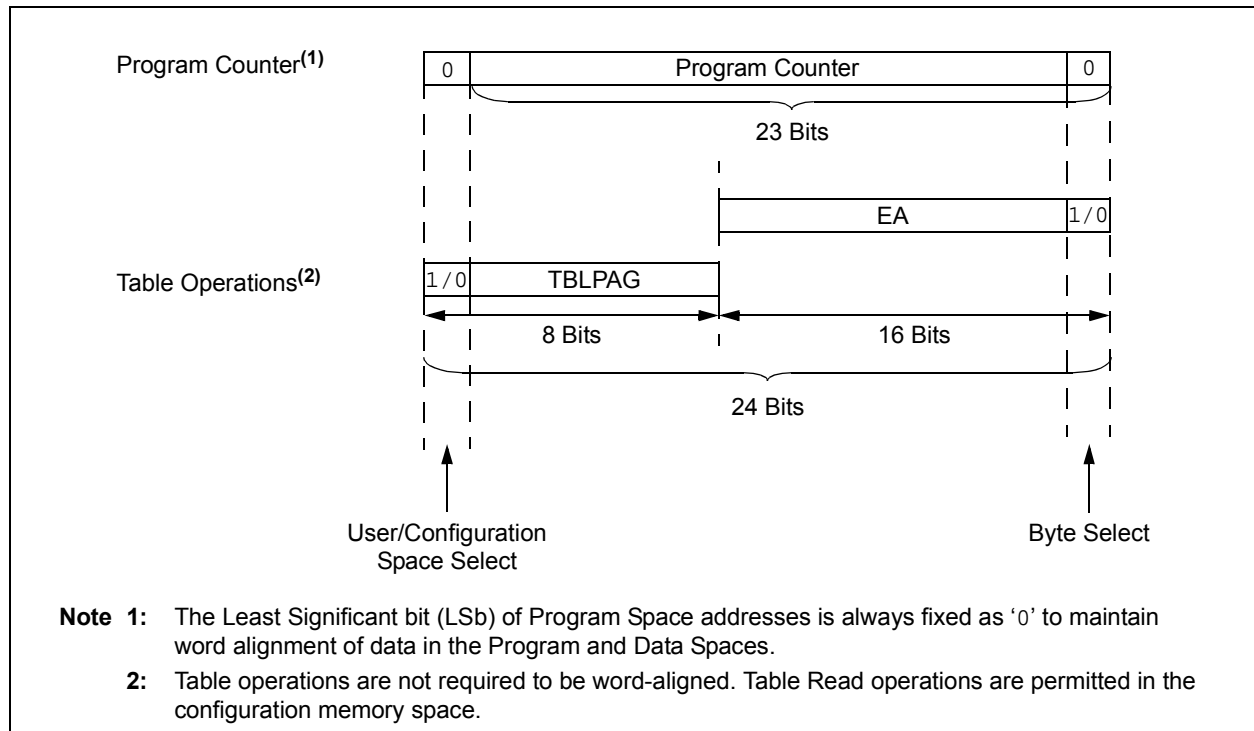 Program Counter(1)
0 Program Counter 0
23 Bits
EA 1/0
Table Operations(2)
1/0 TBLPAG
8 Bits 16 Bits
24 Bits
User/Configuration
Space Select
Byte Select
Note 1: The Least Significant bit (LSb) of Program Space addresses is always fixed as ‘0’ to maintain
word alignment of data in the Program and Data Spaces.
2: Table operations are not required to be word-aligned. Table Read operations are permitted in the
configuration memory space.